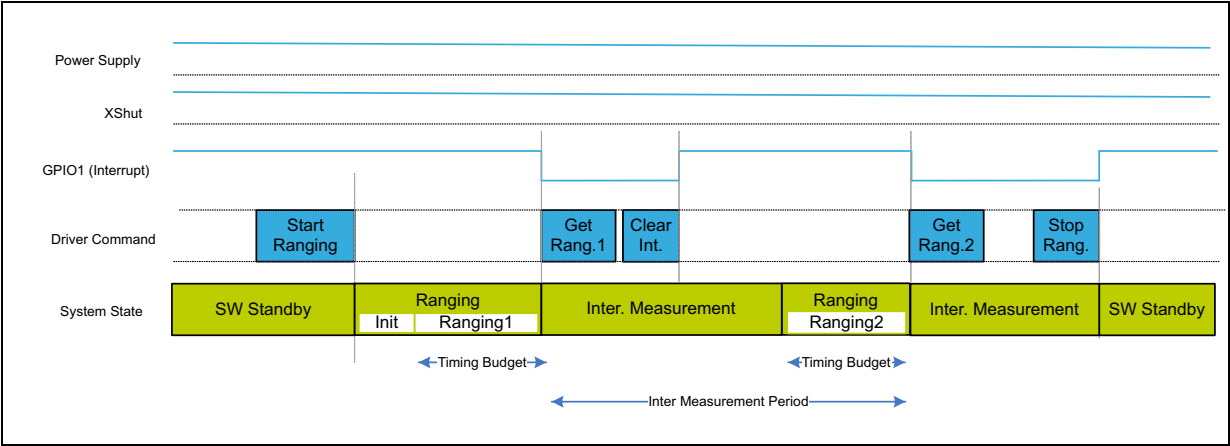 Power Supply
XShut
GPIO1 (Interrupt)
Driver Command
Start
Ranging
Get
Rang.1
Clear
Int.
Get
Rang.2
Stop
Rang.
System State
SW Standby
Ranging
Init
Ranging1
Inter. Measurement
Ranging
Ranging2
Inter. Measurement
SW Standby
Timing Budget
Timing Budget
Inter Measurement Period